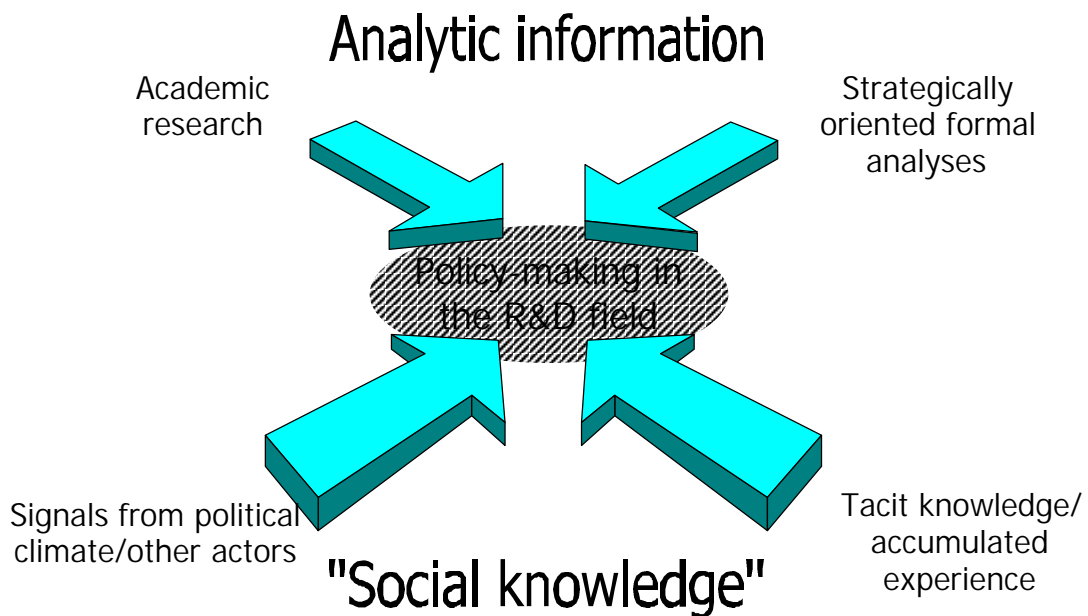 Analytic information
Academic
research
Strategically
oriented formal
analyses
Policy-making in
the R&D field
Signals from political
climate/other actors
Tacit knowledge/
accumulated
experience
"Social knowledge"